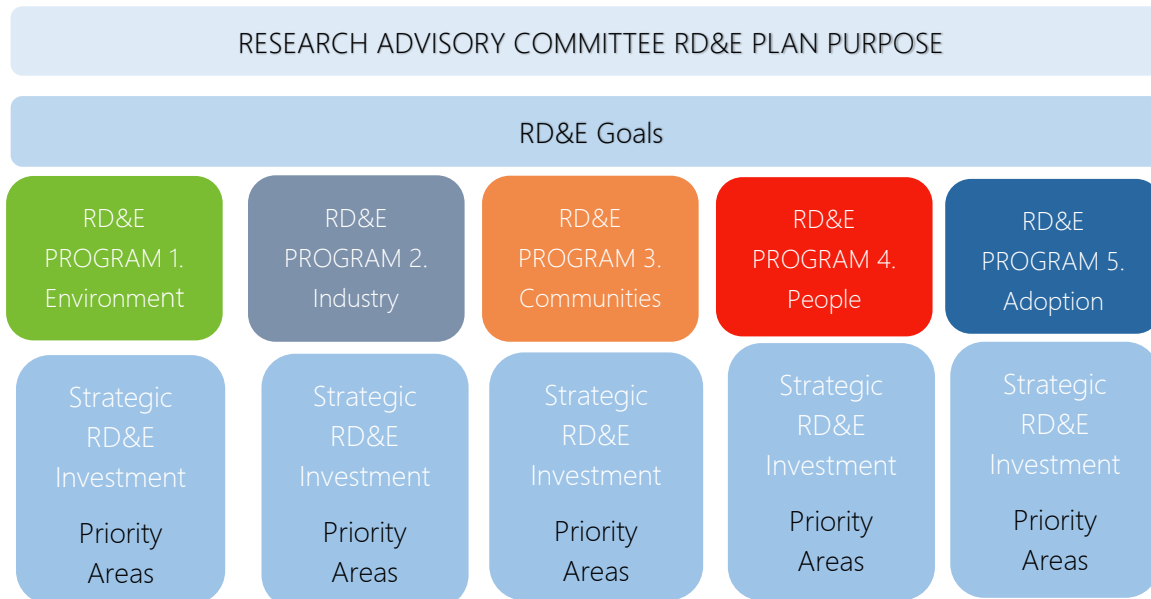 RESEARCH ADVISORY COMMITTEE RD&E PLAN PURPOSE
RD&E Goals
RD&E
PROGRAM 1.
Environment
RD&E
PROGRAM 2.
Industry
RD&E
PROGRAM 3.
Communities
RD&E
PROGRAM 4.
People
RD&E
PROGRAM 5.
Adoption
Strategic
RD&E
Investment
Priority
Areas
Strategic
RD&E
Investment
Priority
Areas
Strategic
RD&E
Investment
Priority
Areas
Strategic
RD&E
Investment
Priority
Areas
Strategic
RD&E
Investment
Priority
Areas